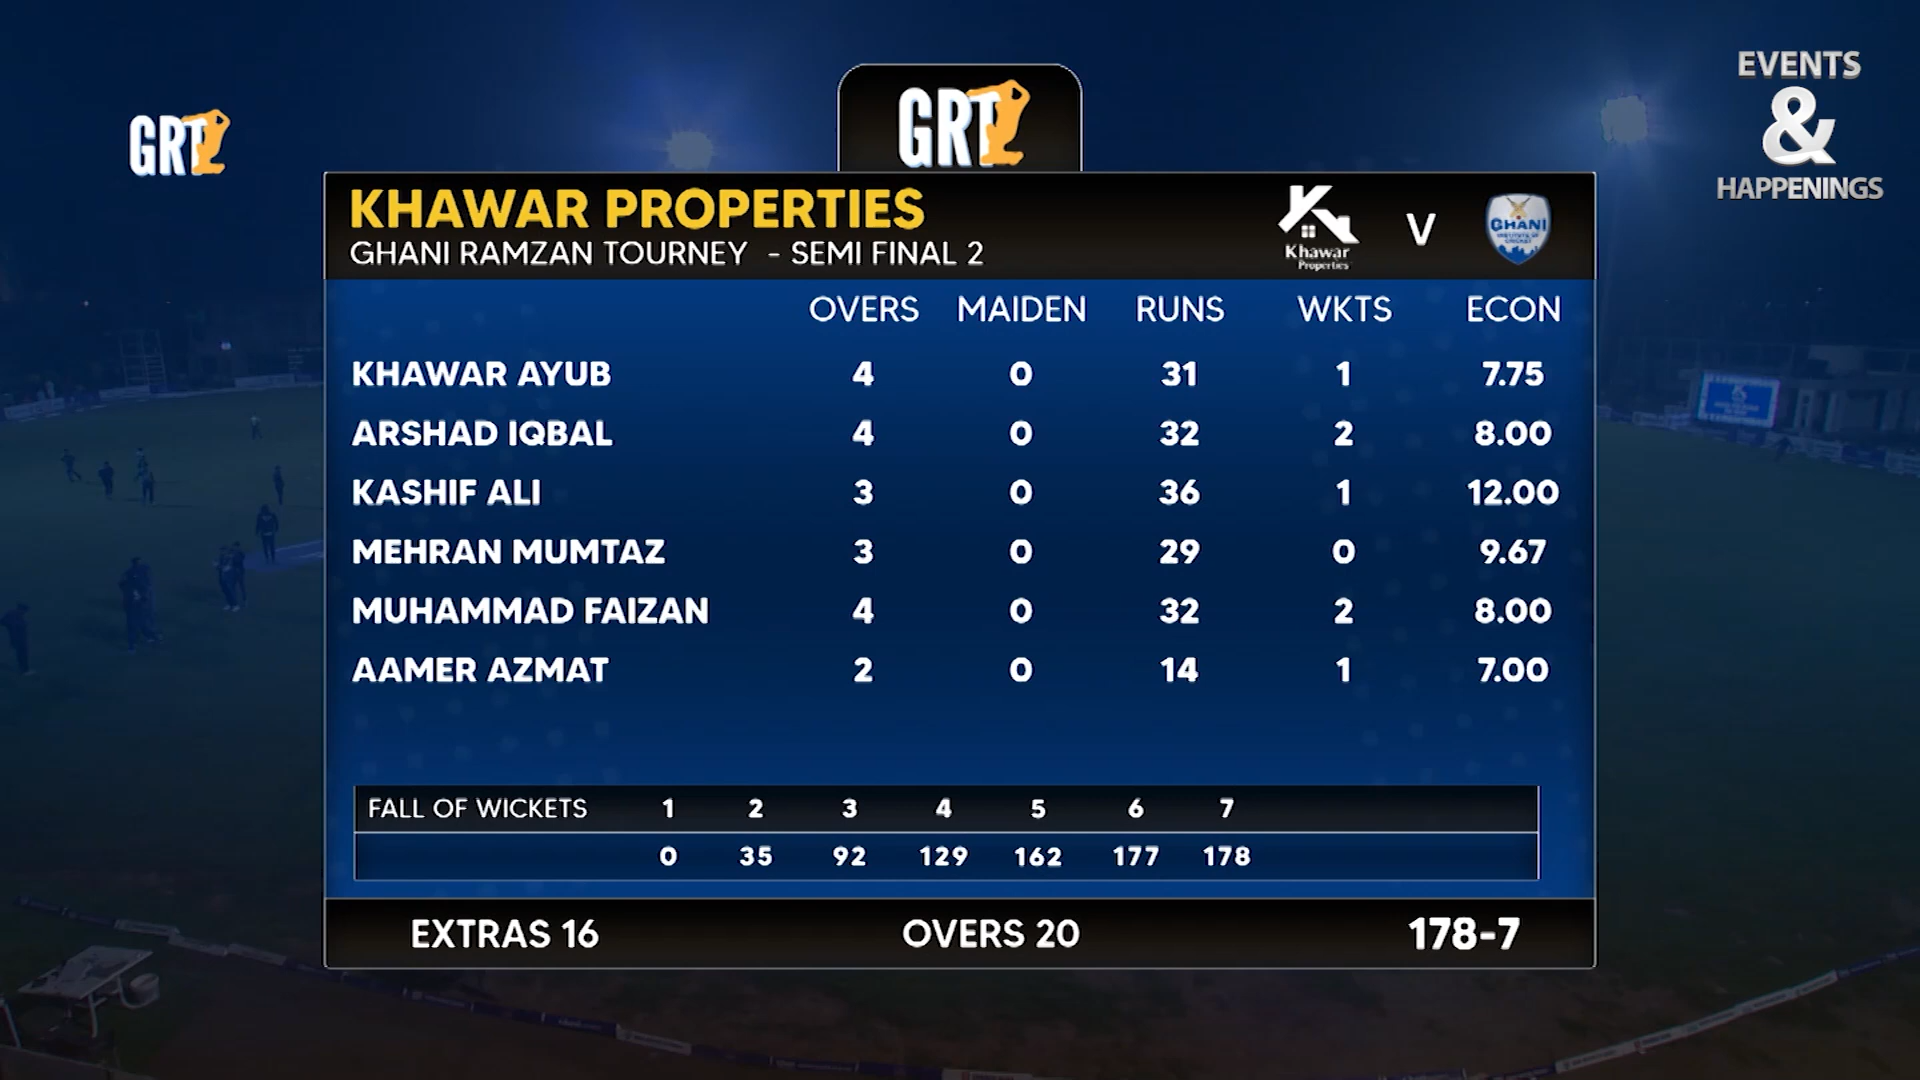 EVENTS
&
HAPPENINGS
GRT
GRT
KHAWAR PROPERTIES
GHANI RAMZAN TOURNEY - SEMI FINAL 2
Khawar
Properties
V
GHANI
INSTITUTE OF
CRICKET
OVERS MAIDEN RUNS WKTS ECON
KHAWAR AYUB 4 0 31 1 7.75
ARSHAD IQBAL 4 0 32 2 8.00
KASHIF ALI 3 0 36 1 12.00
MEHRAN MUMTAZ 3 0 29 0 9.67
MUHAMMAD FAIZAN 4 0 32 2 8.00
AAMER AZMAT 2 0 14 1 7.00
FALL OF WICKETS 1 2 3 4 5 6 7
0 35 92 129 162 177 178
EXTRAS 16 OVERS 20 178-7